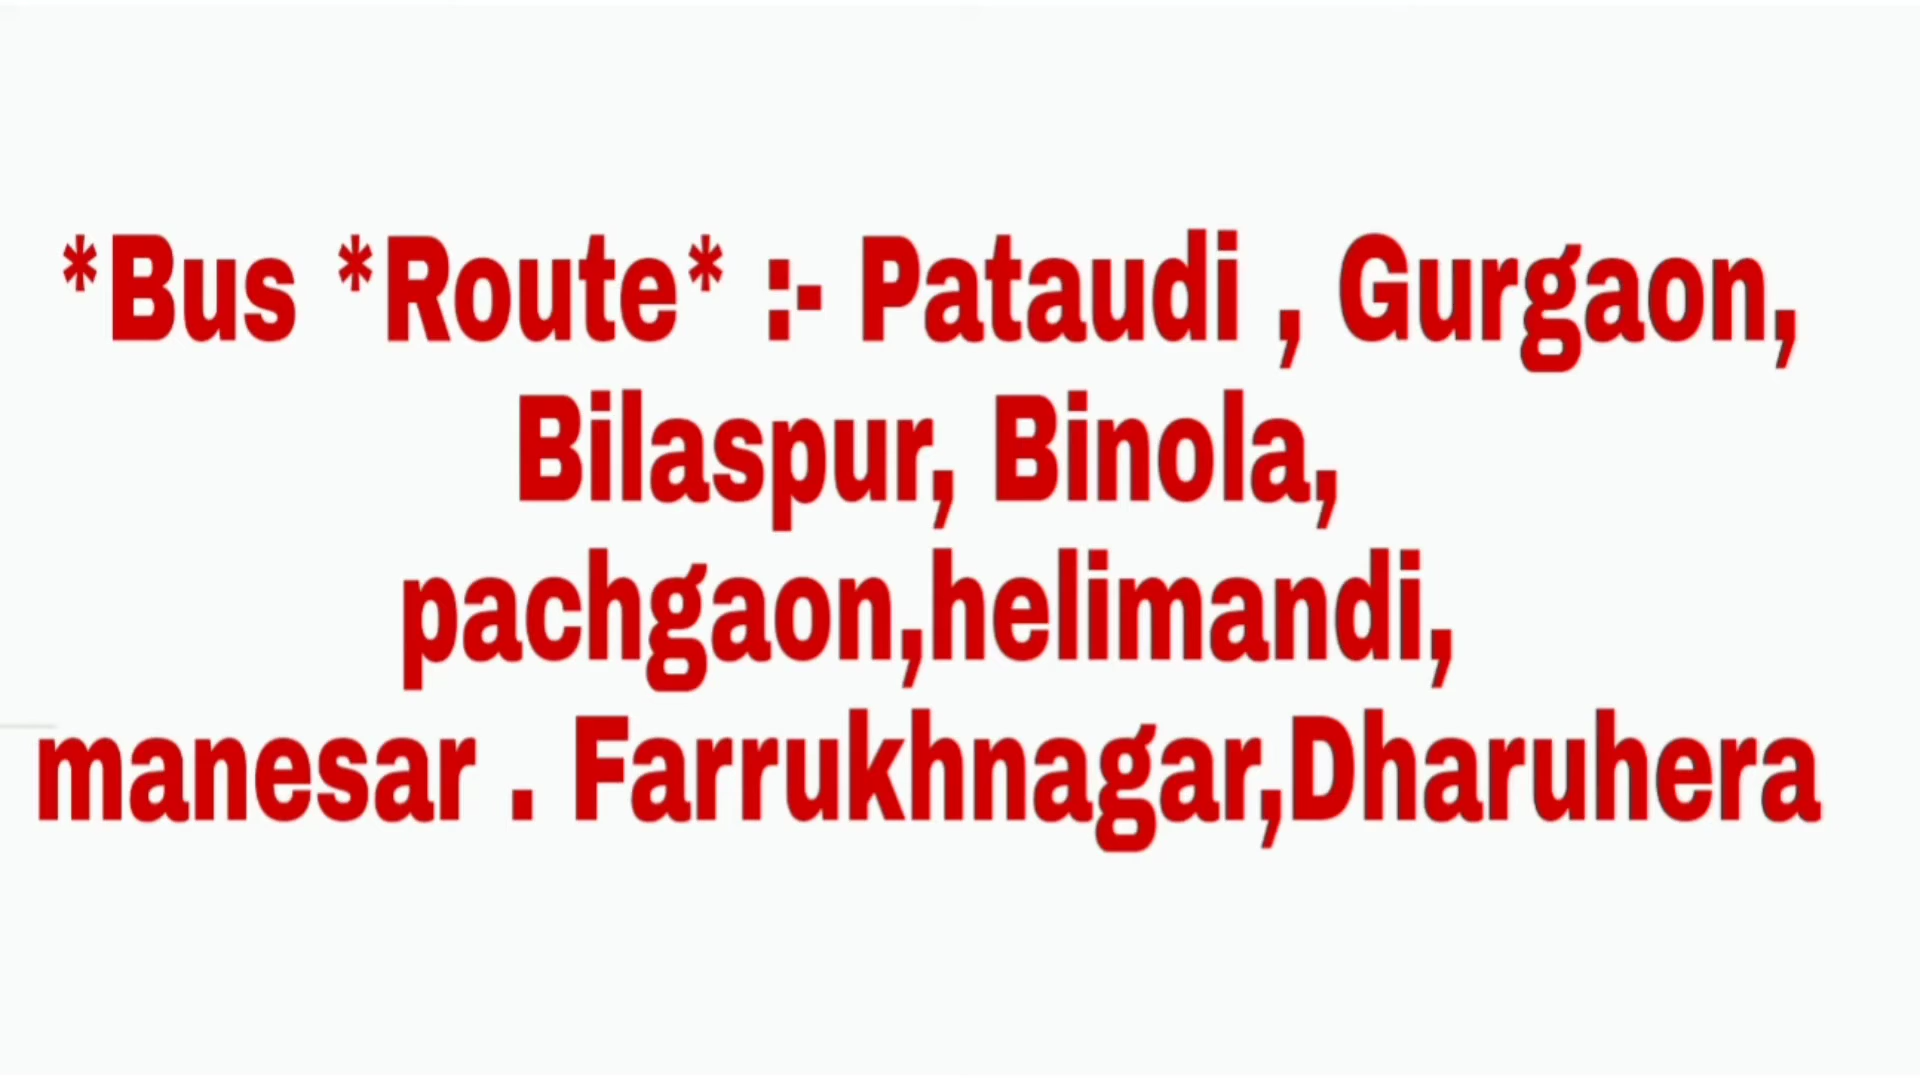 *Bus *Route* :- Pataudi , Gurgaon,
Bilaspur, Binola,
pachgaon,helimandi,
manesar . Farrukhnagar,Dharuhera